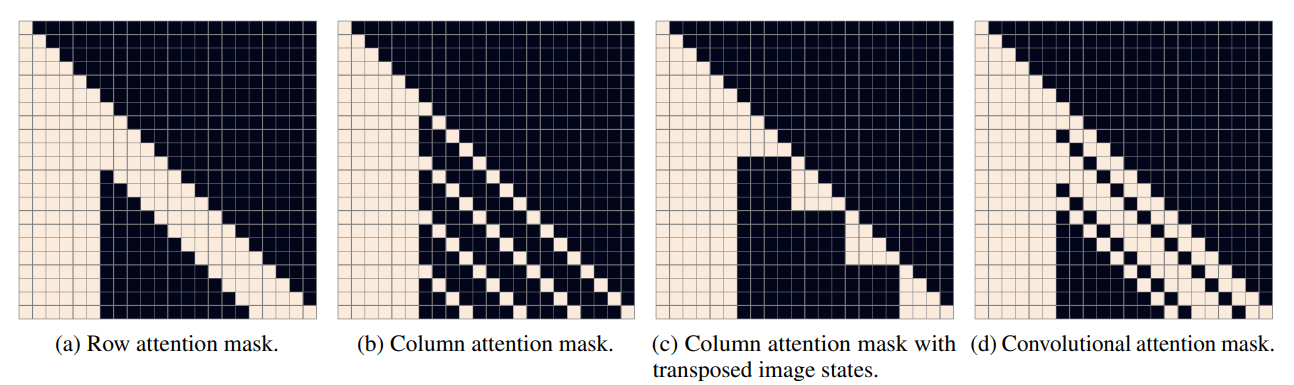 (a) Row attention mask.
(b) Column attention mask.
(c) Column attention mask with
transposed image states.
(d) Convolutional attention mask.